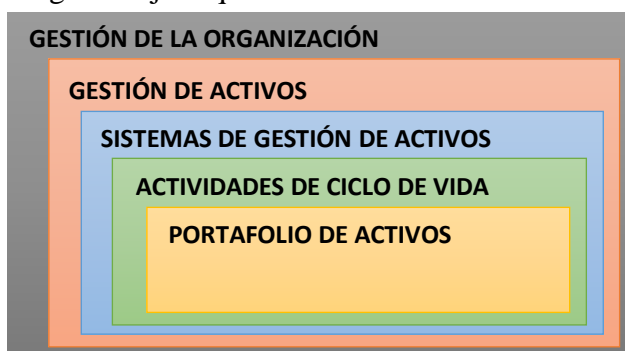 GESTIÓN DE LA ORGANIZACIÓN
GESTIÓN DE ACTIVOS
SISTEMAS DE GESTIÓN DE ACTIVOS
ACTIVIDADES DE CICLO DE VIDA
PORTAFOLIO DE ACTIVOS